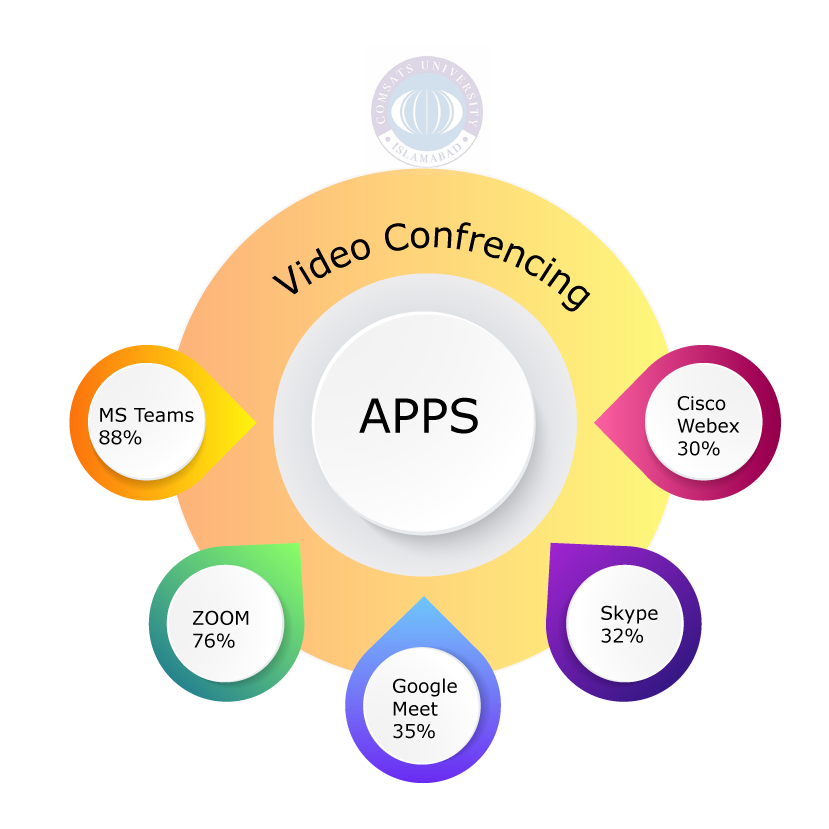 COMSATS UNIVERSITY
ISLAMABAD
Video Confrencing
APPS
MS Teams
88%
Cisco
Webex
30%
ZOOM
76%
Skype
32%
Google
Meet
35%